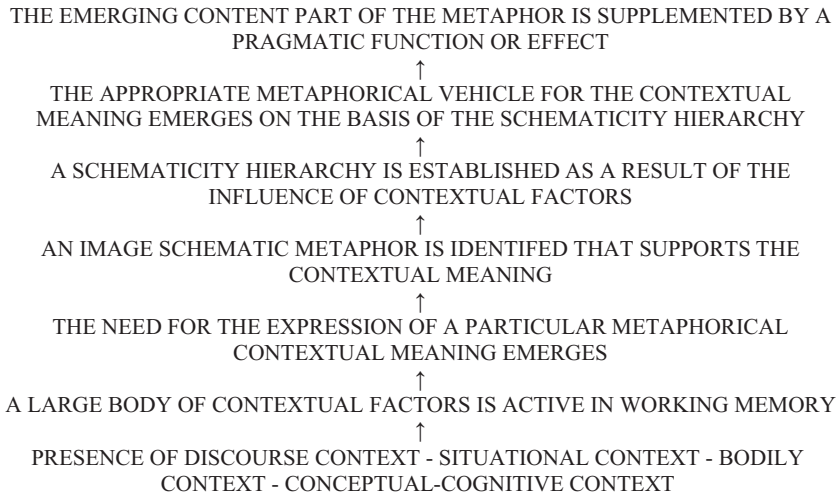 THE EMERGING CONTENT PART OF THE METAPHOR IS SUPPLEMENTED BY A
PRAGMATIC FUNCTION OR EFFECT
↑
THE APPROPRIATE METAPHORICAL VEHICLE FOR THE CONTEXTUAL
MEANING EMERGES ON THE BASIS OF THE SCHEMATICITY HIERARCHY
↑
A SCHEMATICITY HIERARCHY IS ESTABLISHED AS A RESULT OF THE
INFLUENCE OF CONTEXTUAL FACTORS
↑
AN IMAGE SCHEMATIC METAPHOR IS IDENTIFED THAT SUPPORTS THE
CONTEXTUAL MEANING
↑
THE NEED FOR THE EXPRESSION OF A PARTICULAR METAPHORICAL
CONTEXTUAL MEANING EMERGES
↑
A LARGE BODY OF CONTEXTUAL FACTORS IS ACTIVE IN WORKING MEMORY
↑
PRESENCE OF DISCOURSE CONTEXT - SITUATIONAL CONTEXT - BODILY
CONTEXT - CONCEPTUAL-COGNITIVE CONTEXT